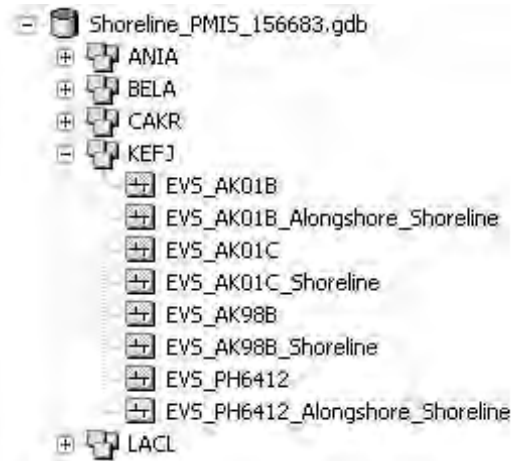 Shoreline_PMIS_156683.gdb
ANIA
BELA
CAKR
KEFJ
EVS_AK01B
EVS_AK01B_Alongshore_Shoreline
EVS_AK01C
EVS_AK01C_Shoreline
EVS_AK98B
EVS_AK98B_Shoreline
EVS_PH6412
EVS_PH6412_Alongshore_Shoreline
LACL